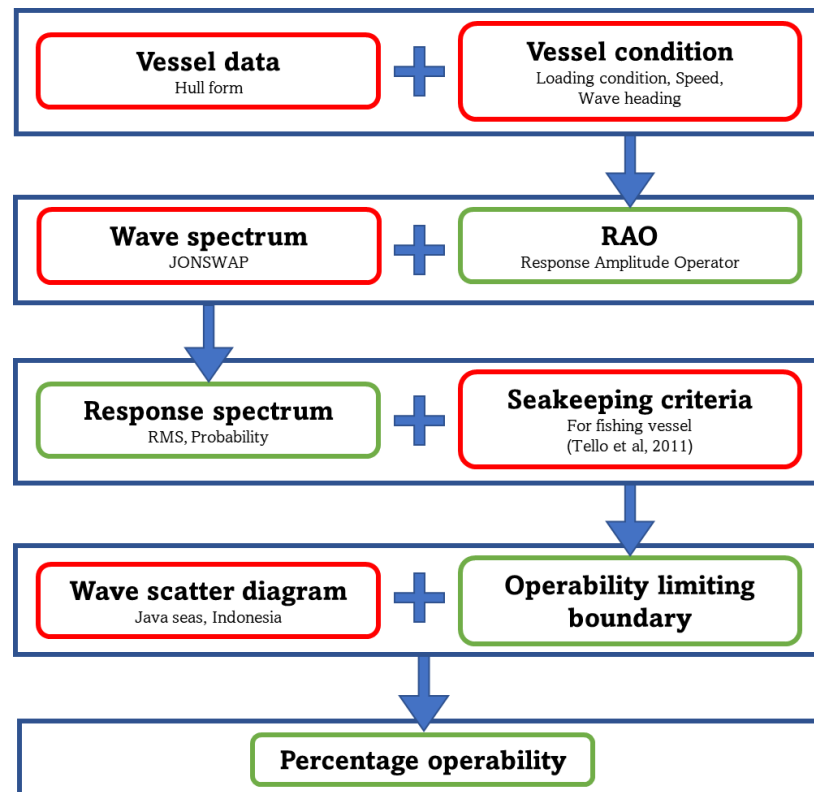 Vessel data
Hull form
Vessel condition
Loading condition, Speed,
Wave heading
Wave spectrum
JONSWAP
RAO
Response Amplitude Operator
Response spectrum
RMS, Probability
Seakeeping criteria
For fishing vessel
(Tello et al, 2011)
Wave scatter diagram
Java seas, Indonesia
Operability limiting
boundary
Percentage operability